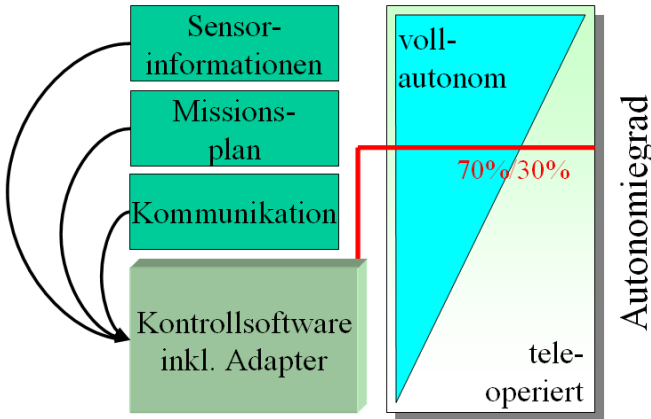 Sensor-
informationen
Missions-
plan
Kommunikation
Kontrollsoftware
inkl. Adapter
voll-
autonom
70%/30%
tele-
operiert
Autonomiegrad